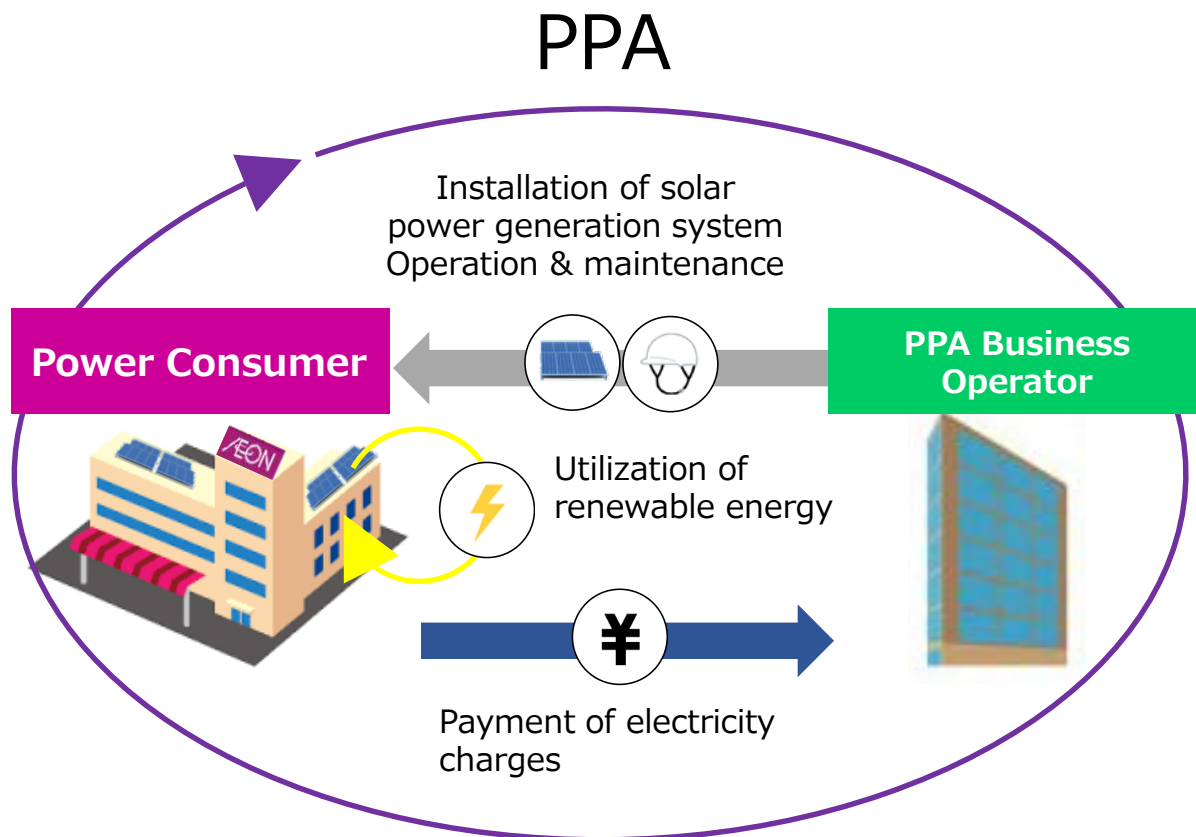 PPA
Installation of solar
power generation system
Operation & maintenance
Power Consumer
PPA Business
Operator
ÆON
Utilization of
renewable energy
¥
Payment of electricity
charges